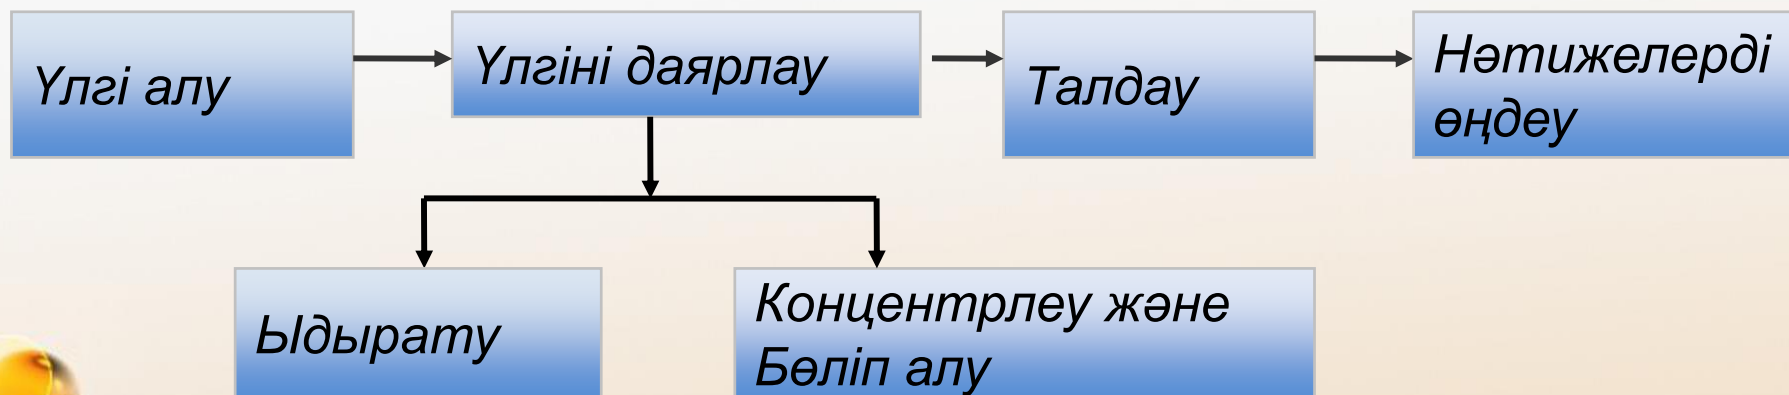 Үлгі алу
Үлгіні даярлау
Талдау
Нәтижелерді
өңдеу
Ыдырату
Концентрлеу және
Бөліп алу